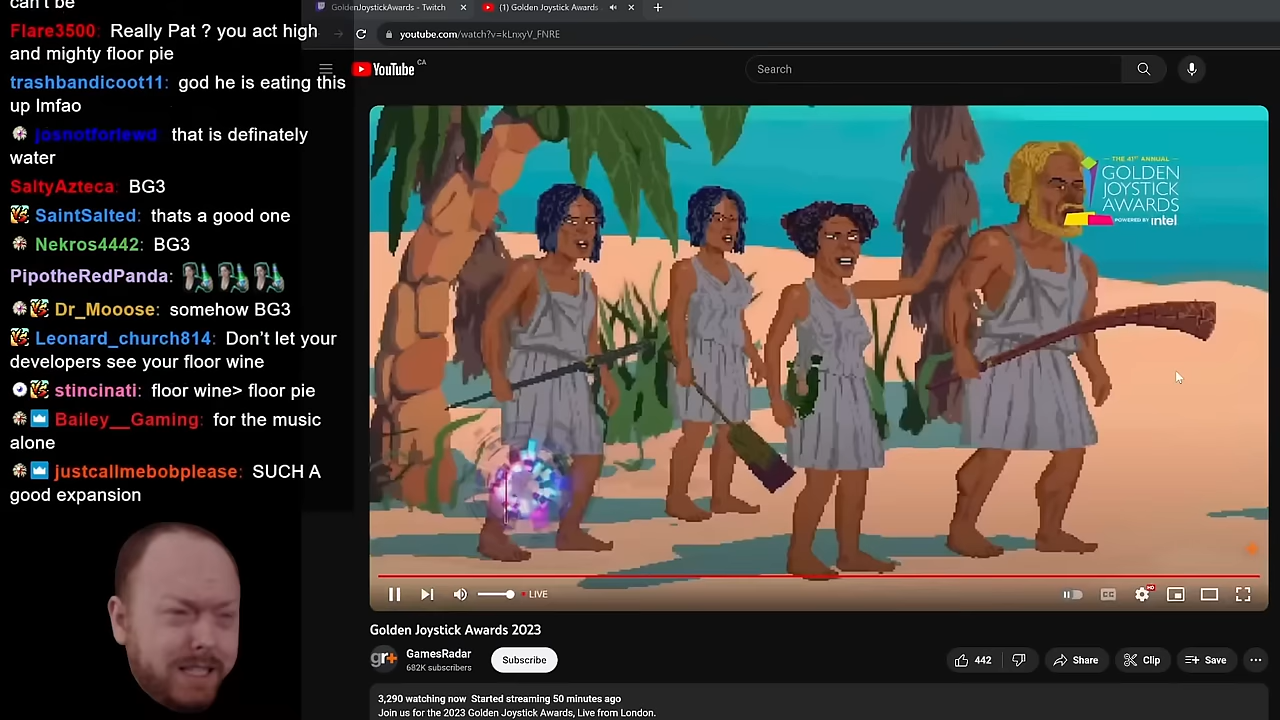 can't be
Flare3500: Really Pat ? you act high
and mighty floor pie
trashbandicoot11: god he is eating this
up lmfao
josnotfortewd that is definately
water
SaltyAzteca: BG3
SaintSalted: thats a good one
Nekros4442: BG3
PipotheRedPanda:
Dr_Mooose: somehow BG3
Leonard_church814: Don't let your
developers see your floor wine
stincinati: floor wine> floor pie
Bailey__Gaming: for the music
alone
justcallmebobplease: SUCH A
good expansion
GoldenJoystickAwards - Twitch
(1) Golden Joystick Awards
youtube.com/watch?v=kLnxyV_FNRE
YouTube CA
Search
THE 41ST ANNUAL
GOLDEN
JOYSTICK
AWARDS
POWERED BY intel
LIVE
CC
HD
Golden Joystick Awards 2023
gr+
GamesRadar
682K subscribers
Subscribe
442
Share
Clip
Save
3,290 watching now Started streaming 50 minutes ago
Join us for the 2023 Golden Joystick Awards, Live from London.